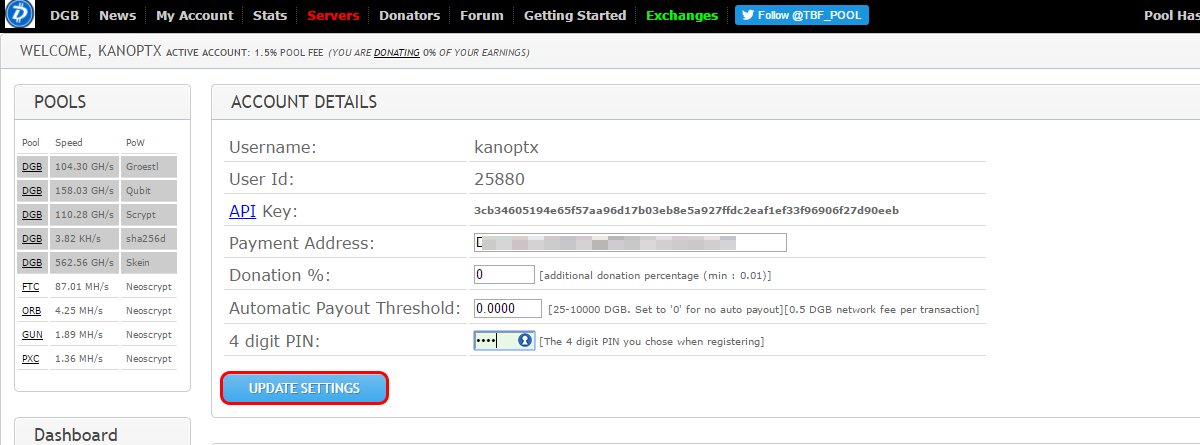 DGB News My Account Stats Servers Donators Forum Getting Started Exchanges Follow @TBF_POOL Pool Has
WELCOME, KANOPTX ACTIVE ACCOUNT: 1.5% POOL FEE (YOU ARE DONATING 0% OF YOUR EARNINGS)
POOLS
Pool Speed PoW
DGB 104.30 GH/s Groestl
DGB 158.03 GH/s Qubit
DGB 110.28 GH/s Scrypt
DGB 3.82 KH/s sha256d
DGB 562.56 GH/s Skein
FTC 87.01 MH/s Neoscrypt
ORB 4.25 MH/s Neoscrypt
GUN 1.89 MH/s Neoscrypt
PXC 1.36 MH/s Neoscrypt
Dashboard
ACCOUNT DETAILS
Username: kanoptx
User Id: 25880
API Key: 3cb34605194e65f57aa96d17b03eb8e5a927ffdc2eaf1ef33f96906f27d90eeb
Payment Address: D
Donation %: 0 [additional donation percentage (min : 0.01)]
Automatic Payout Threshold: 0.0000 [25-10000 DGB. Set to '0' for no auto payout][0.5 DGB network fee per transaction]
4 digit PIN: •••• [The 4 digit PIN you chose when registering]
UPDATE SETTINGS